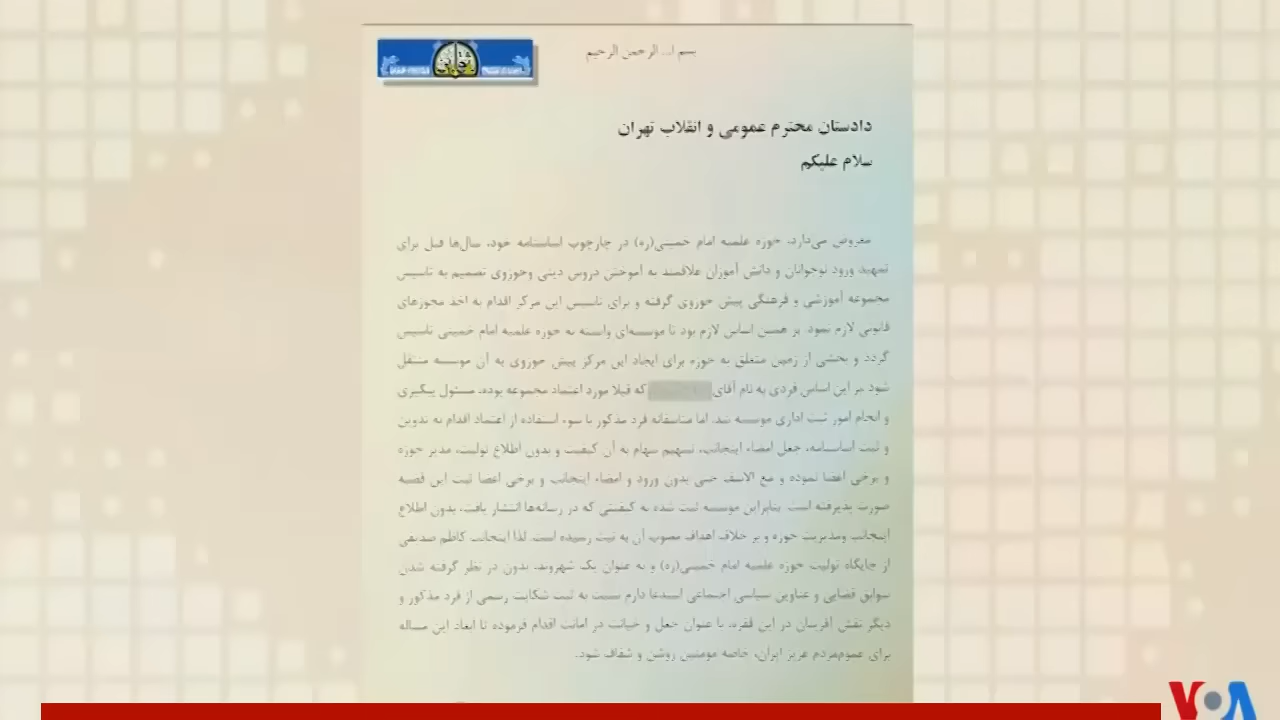 بسم ا... الرحمن الرحیم
دادستان محترم عمومی و انقلاب تهران
سلام علیکم
معروض می‌دارد، حوزه علمیه امام خمینی(ره) در چارچوب اساسنامه خود، سال‌ها قبل برای
تمهید ورود نوجوانان و دانش آموزان علاقمند به آموختن دروس دینی وحوزوی تصمیم به تاسیس
مجموعه آموزشی و فرهنگی پیش حوزوی گرفته و برای تاسیس این مرکز اقدام به اخذ مجوزهای
قانونی لازم نمود. بر همین اساس لازم بود تا مؤسسه‌ای وابسته به حوزه علمیه امام خمینی تاسیس
گردد و بخشی از زمین متعلق به حوزه برای ایجاد این مرکز پیش حوزوی به آن موسسه منتقل
شود بر این اساس فردی به نام آقای که قبلا مورد اعتماد مجموعه بوده، مسئول پیگیری
و انجام امور ثبت اداری موسسه شد. اما متاسفانه فرد مذکور با سوء استفاده از اعتماد اقدام به تدوین
و ثبت اساسنامه، جعل امضاء اینجانب، تسهیم سهام به آن کیفیت و بدون اطلاع تولیت، مدیر حوزه
و برخی اعضا نموده و مع الاسف حتی بدون ورود و امضاء اینجانب و برخی اعضا ثبت این قصه
صورت پذیرفته است. بنابراین موسسه ثبت شده به کیفیتی که در رسانه‌ها انتشار یافت، بدون اطلاع
اینجانب ومدیریت حوزه و بر خلاف اهداف مصوب آن به ثبت رسیده است. لذا اینجانب کاظم صدیقی
از جایگاه تولیت حوزه علمیه امام خمینی(ره) و به عنوان یک شهروند، بدون در نظر گرفته شدن
سوابق قضایی و عناوین سیاسی اجتماعی استدعا دارم نسبت به ثبت شکایت رسمی از فرد مذکور و
دیگر نقش آفرینان در این فقره، با عنوان جعل و خیانت در امانت اقدام فرموده تا ابعاد این مساله
برای عموم‌مردم عزیز ایران، خاصه مومنین روشن و شفاف شود.
VOA